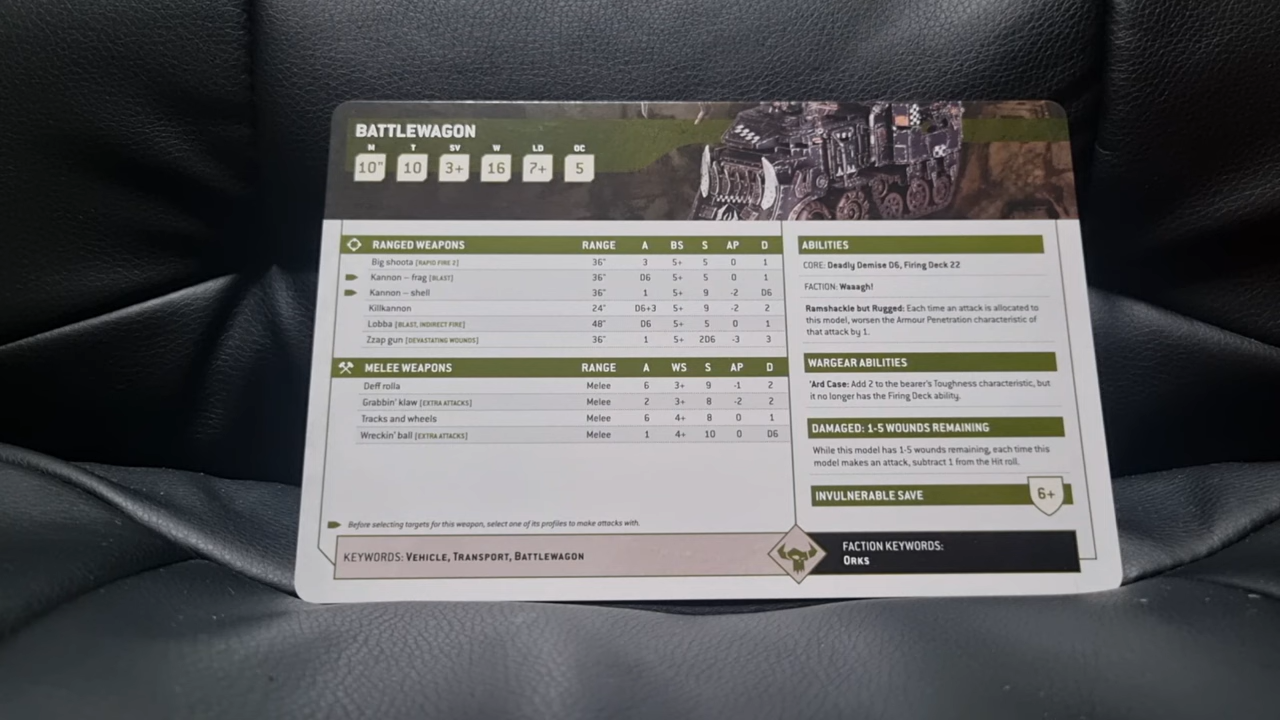 BATTLEWAGON
M T SV W LD OC
10" 10 3+ 16 7+ 5
RANGED WEAPONS RANGE A BS S AP D
Big shoota [RAPID FIRE 2] 36" 3 5+ 5 0 1
Kannon – frag [BLAST] 36" D6 5+ 5 0 1
Kannon – shell 36" 1 5+ 9 -2 D6
Killkannon 24" D6+3 5+ 9 -2 2
Lobba [BLAST, INDIRECT FIRE] 48" D6 5+ 5 0 1
Zzap gun [DEVASTATING WOUNDS] 36" 1 5+ 2D6 -3 3
MELEE WEAPONS RANGE A WS S AP D
Deff rolla Melee 6 3+ 9 -1 2
Grabbin' klaw [EXTRA ATTACKS] Melee 2 3+ 8 -2 2
Tracks and wheels Melee 6 4+ 8 0 1
Wreckin' ball [EXTRA ATTACKS] Melee 1 4+ 10 0 D6
Before selecting targets for this weapon, select one of its profiles to make attacks with.
KEYWORDS: VEHICLE, TRANSPORT, BATTLEWAGON
ABILITIES
CORE: Deadly Demise D6, Firing Deck 22
FACTION: Waaagh!
Ramshackle but Rugged: Each time an attack is allocated to
this model, worsen the Armour Penetration characteristic of
that attack by 1.
WARGEAR ABILITIES
'Ard Case: Add 2 to the bearer's Toughness characteristic, but
it no longer has the Firing Deck ability.
DAMAGED: 1-5 WOUNDS REMAINING
While this model has 1-5 wounds remaining, each time this
model makes an attack, subtract 1 from the Hit roll.
INVULNERABLE SAVE 6+
FACTION KEYWORDS:
ORKS